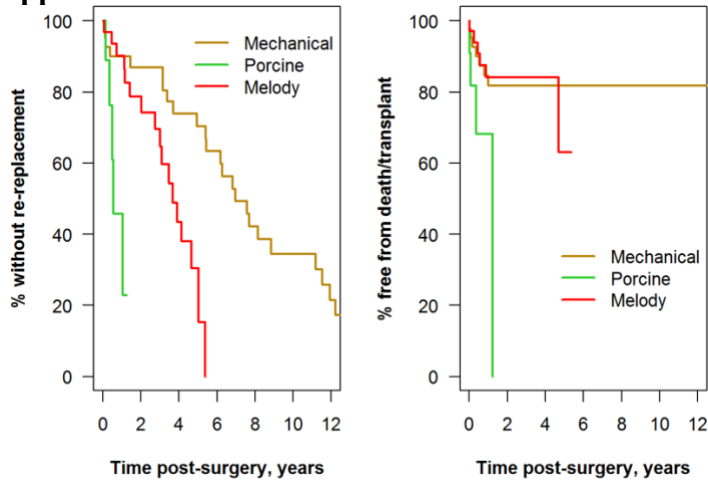 % without re-replacement
100
80
60
40
20
0
Mechanical
Porcine
Melody
0 2 4 6 8 10 12
Time post-surgery, years
% free from death/transplant
100
80
60
40
20
0
Mechanical
Porcine
Melody
0 2 4 6 8 10 12
Time post-surgery, years